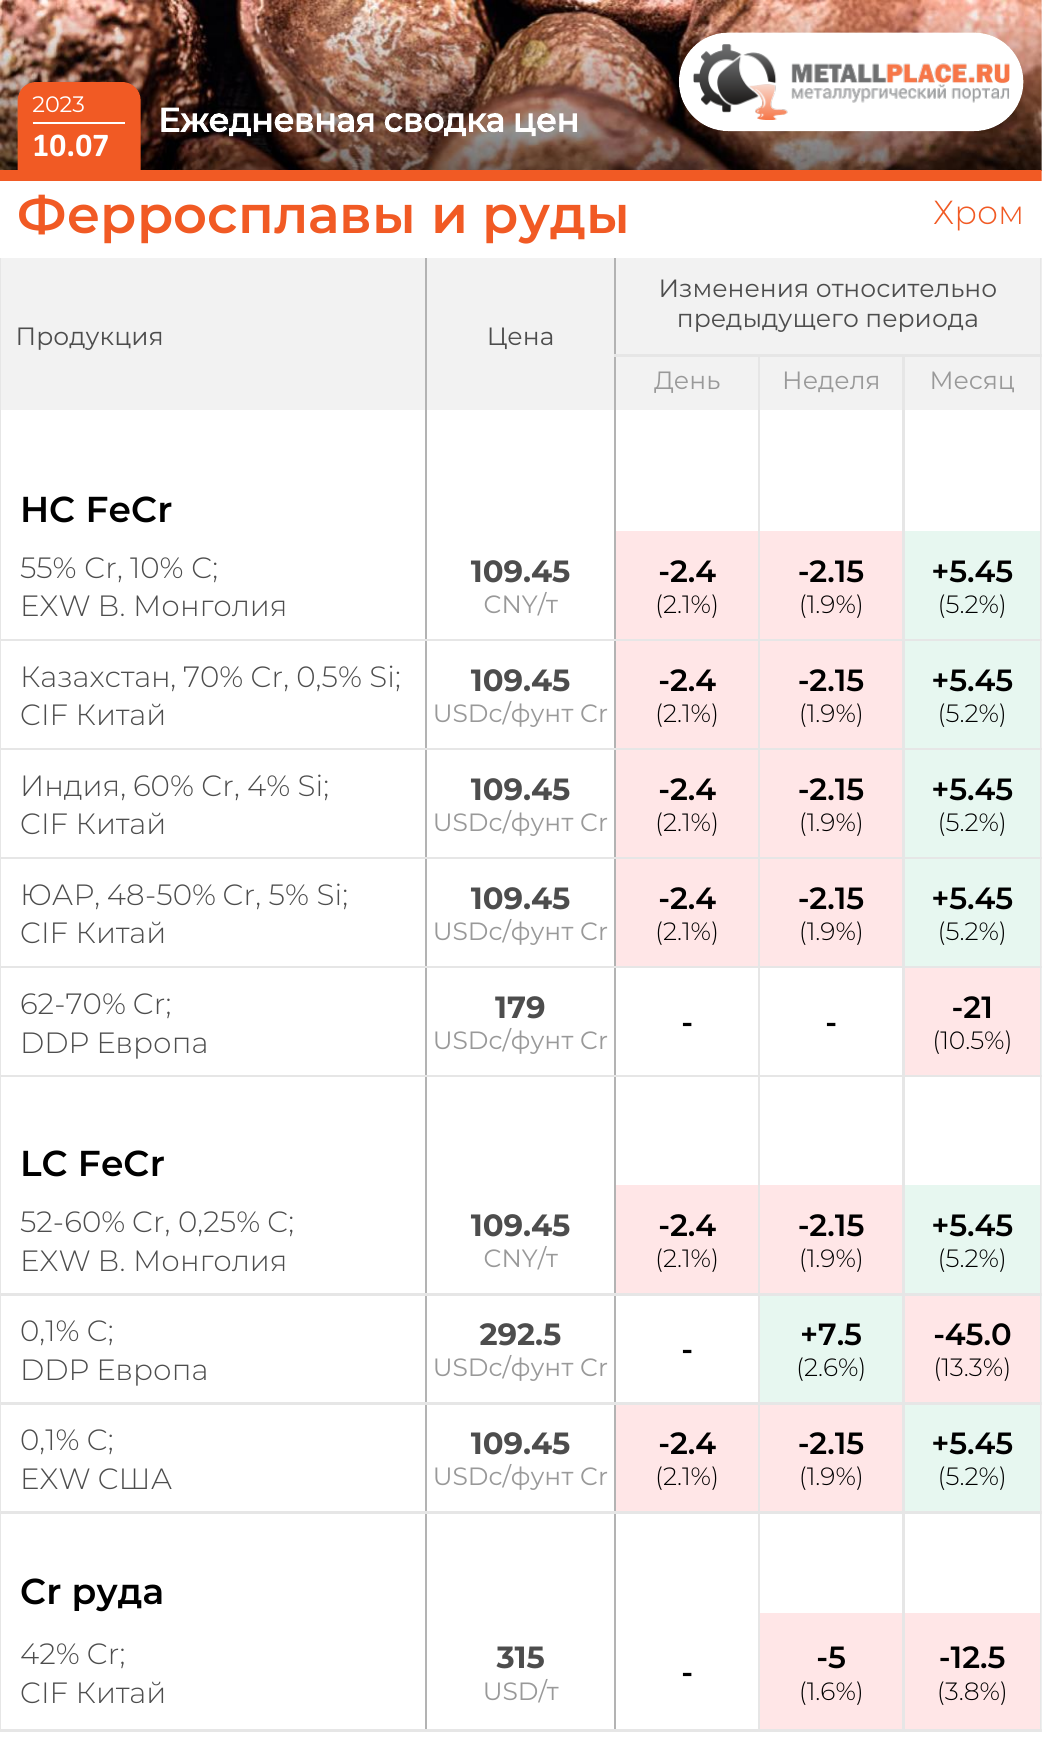 2023
10.07
Ежедневная сводка цен
METALLPLACE.RU
металлургический портал
Ферросплавы и руды
Хром
Продукция
Цена
Изменения относительно
предыдущего периода
День Неделя Месяц
HC FeCr
55% Cr, 10% C;
EXW В. Монголия
109.45
CNY/т
-2.4
(2.1%)
-2.15
(1.9%)
+5.45
(5.2%)
Казахстан, 70% Cr, 0,5% Si;
CIF Китай
109.45
USDc/фунт Cr
-2.4
(2.1%)
-2.15
(1.9%)
+5.45
(5.2%)
Индия, 60% Cr, 4% Si;
CIF Китай
109.45
USDc/фунт Cr
-2.4
(2.1%)
-2.15
(1.9%)
+5.45
(5.2%)
ЮАР, 48-50% Cr, 5% Si;
CIF Китай
109.45
USDc/фунт Cr
-2.4
(2.1%)
-2.15
(1.9%)
+5.45
(5.2%)
62-70% Cr;
DDP Европа
179
USDc/фунт Cr
-
-
-21
(10.5%)
LC FeCr
52-60% Cr, 0,25% C;
EXW В. Монголия
109.45
CNY/т
-2.4
(2.1%)
-2.15
(1.9%)
+5.45
(5.2%)
0,1% C;
DDP Европа
292.5
USDc/фунт Cr
-
+7.5
(2.6%)
-45.0
(13.3%)
0,1% C;
EXW США
109.45
USDc/фунт Cr
-2.4
(2.1%)
-2.15
(1.9%)
+5.45
(5.2%)
Cr руда
42% Cr;
CIF Китай
315
USD/т
-
-5
(1.6%)
-12.5
(3.8%)